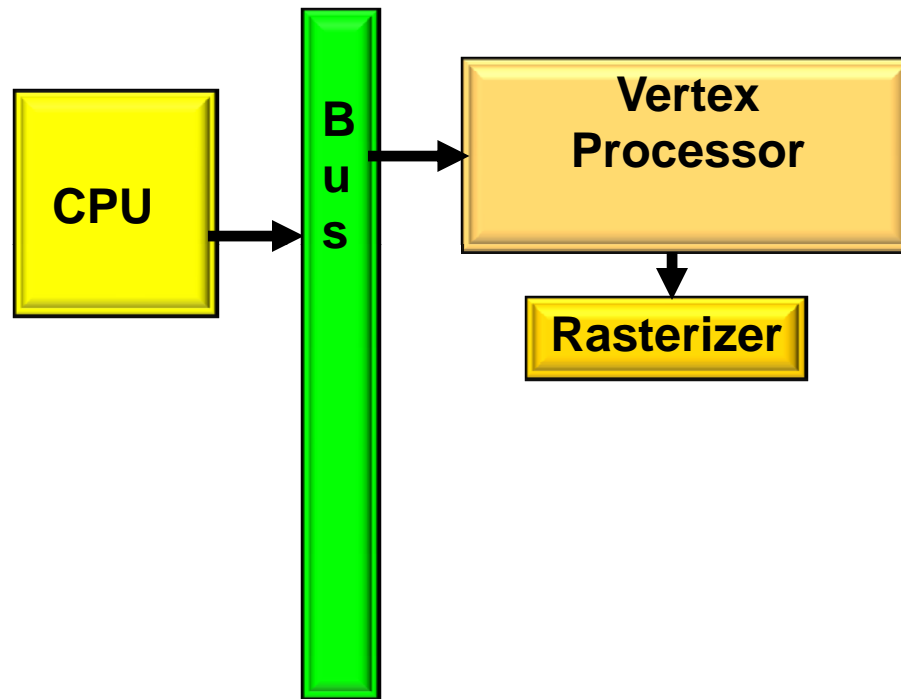 CPU
B
u
s
Vertex
Processor
Rasterizer